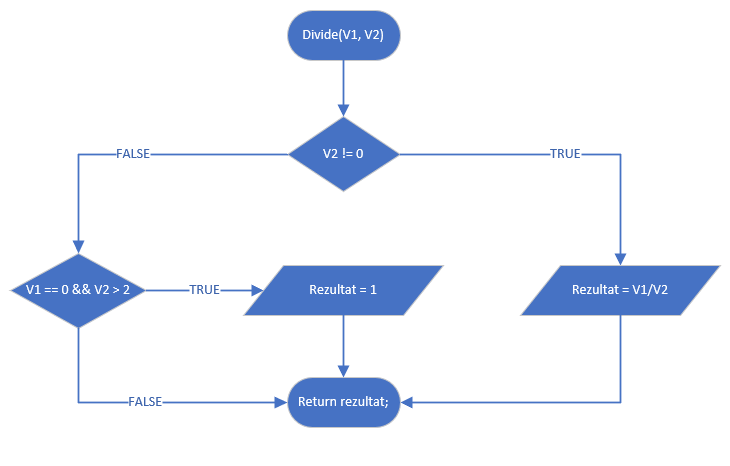 Divide(V1, V2)
V2 != 0
FALSE
TRUE
V1 == 0 && V2 > 2
TRUE
Rezultat = 1
Rezultat = V1/V2
FALSE
Return rezultat;